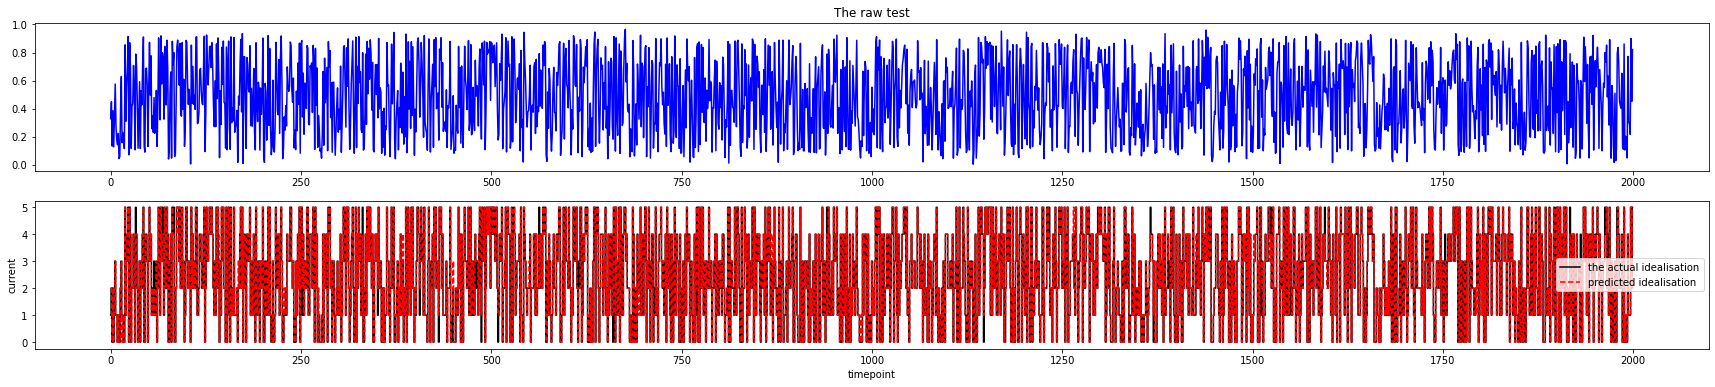 The raw test
1.0
0.8
0.6
0.4
0.2
0.0
0 250 500 750 1000 1250 1500 1750 2000
5
4
3
2
1
0
current
the actual idealisation
predicted idealisation
0 250 500 750 1000 1250 1500 1750 2000
timepoint